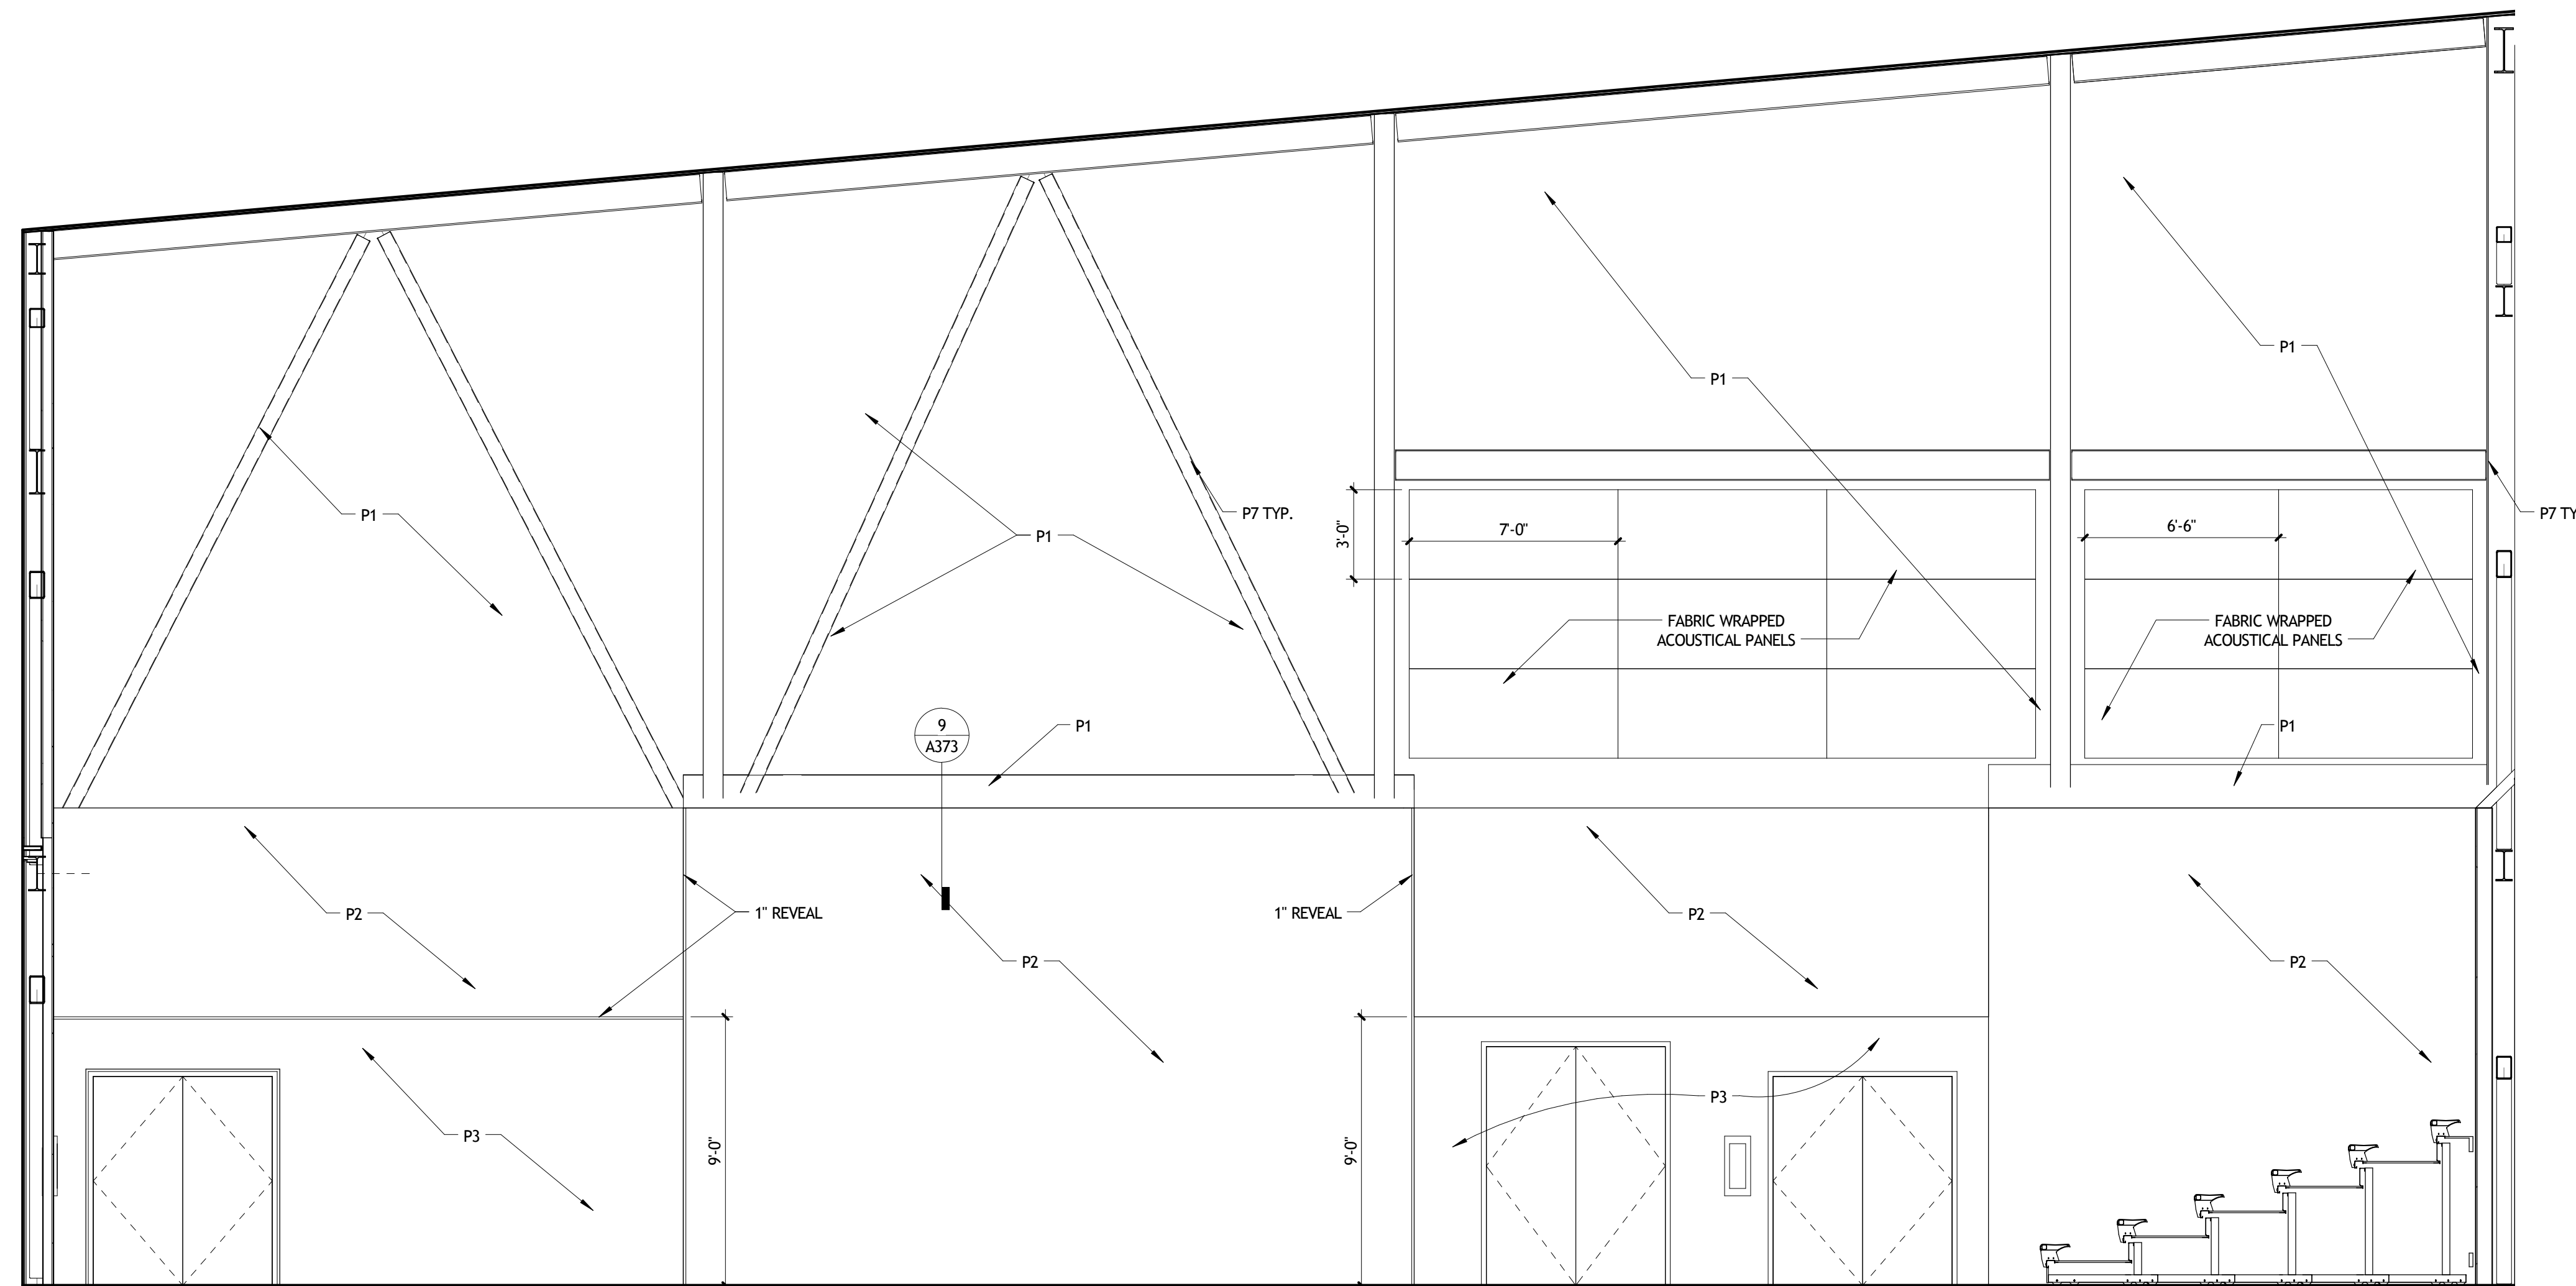 P1
P1
P1
P1
P7 TYP.
P7 TY
3'-0"
7'-0"
6'-6"
FABRIC WRAPPED
ACOUSTICAL PANELS
FABRIC WRAPPED
ACOUSTICAL PANELS
9
A373
P1
P1
P2
1" REVEAL
1" REVEAL
P2
P2
P2
P3
9'-0"
9'-0"
P3